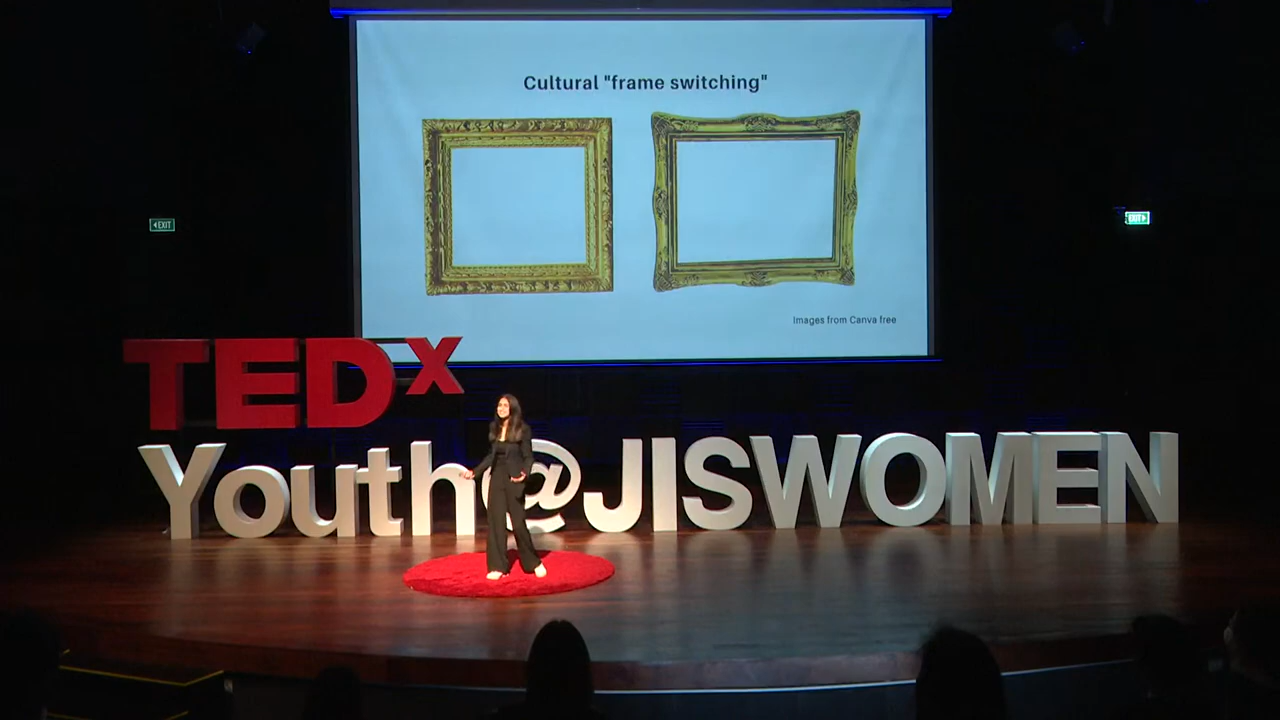 Cultural "frame switching"
Images from Canva free
EXIT
EXIT
TEDx
Youth@JISWOMEN